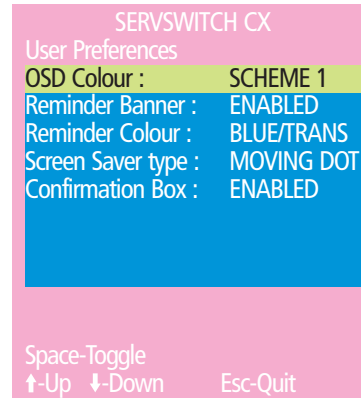 SERVSWITCH CX
User Preferences
OSD Colour : SCHEME 1
Reminder Banner : ENABLED
Reminder Colour : BLUE/TRANS
Screen Saver type : MOVING DOT
Confirmation Box : ENABLED
Space-Toggle
↑-Up ↓-Down Esc-Quit